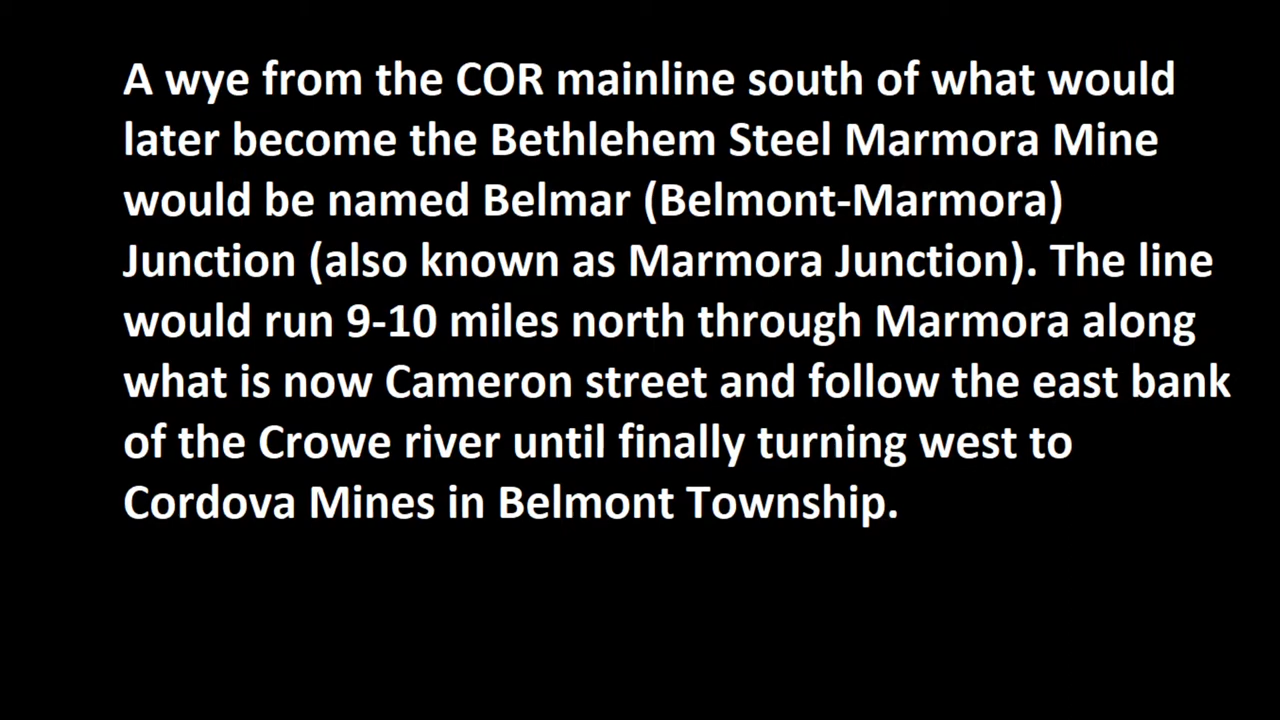 A wye from the COR mainline south of what would
later become the Bethlehem Steel Marmora Mine
would be named Belmar (Belmont-Marmora)
Junction (also known as Marmora Junction). The line
would run 9-10 miles north through Marmora along
what is now Cameron street and follow the east bank
of the Crowe river until finally turning west to
Cordova Mines in Belmont Township.